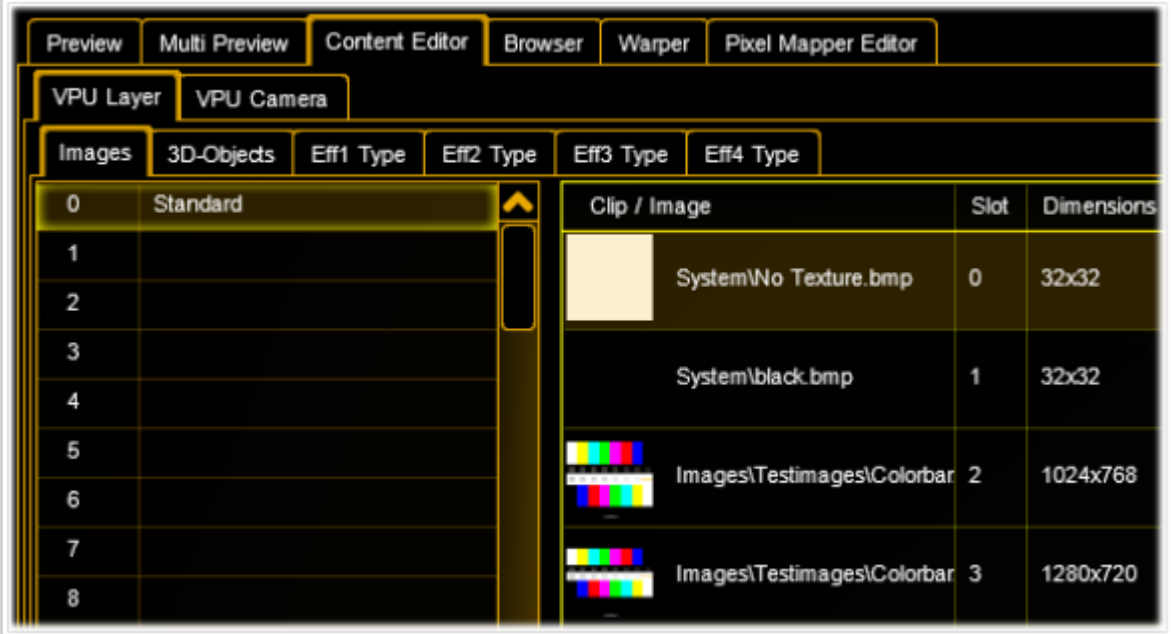 Preview Multi Preview Content Editor Browser Warper Pixel Mapper Editor
VPU Layer VPU Camera
Images 3D-Objects Eff1 Type Eff2 Type Eff3 Type Eff4 Type
0 Standard
1
2
3
4
5
6
7
8
Clip / Image Slot Dimensions
System\No Texture.bmp 0 32x32
System\black.bmp 1 32x32
Images\Testimages\Colorbar 2 1024x768
Images\Testimages\Colorbar 3 1280x720